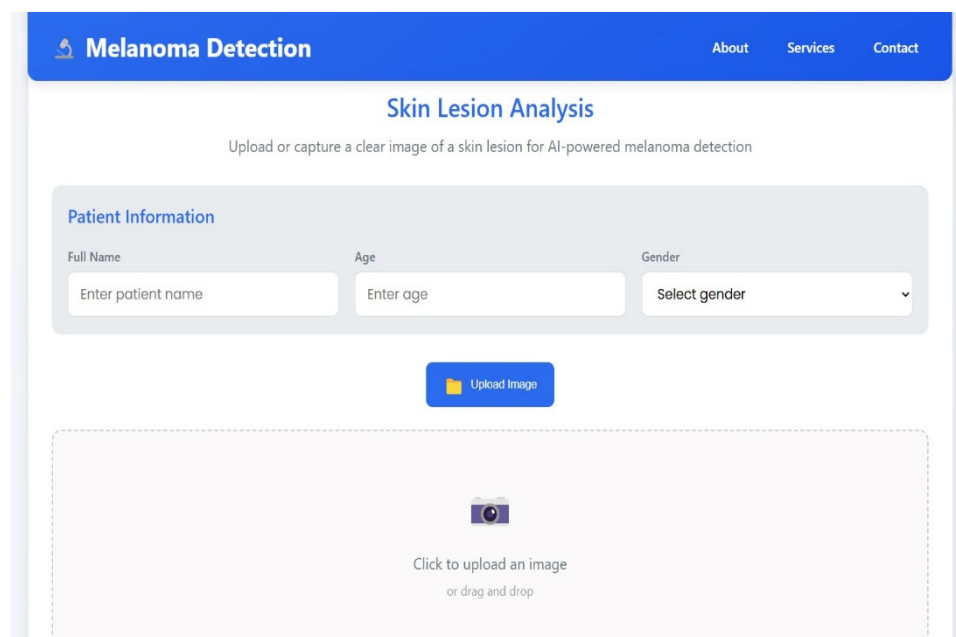 Melanoma Detection
About Services Contact
Skin Lesion Analysis
Upload or capture a clear image of a skin lesion for AI-powered melanoma detection
Patient Information
Full Name Age Gender
Enter patient name Enter age Select gender
Upload Image
Click to upload an image
or drag and drop